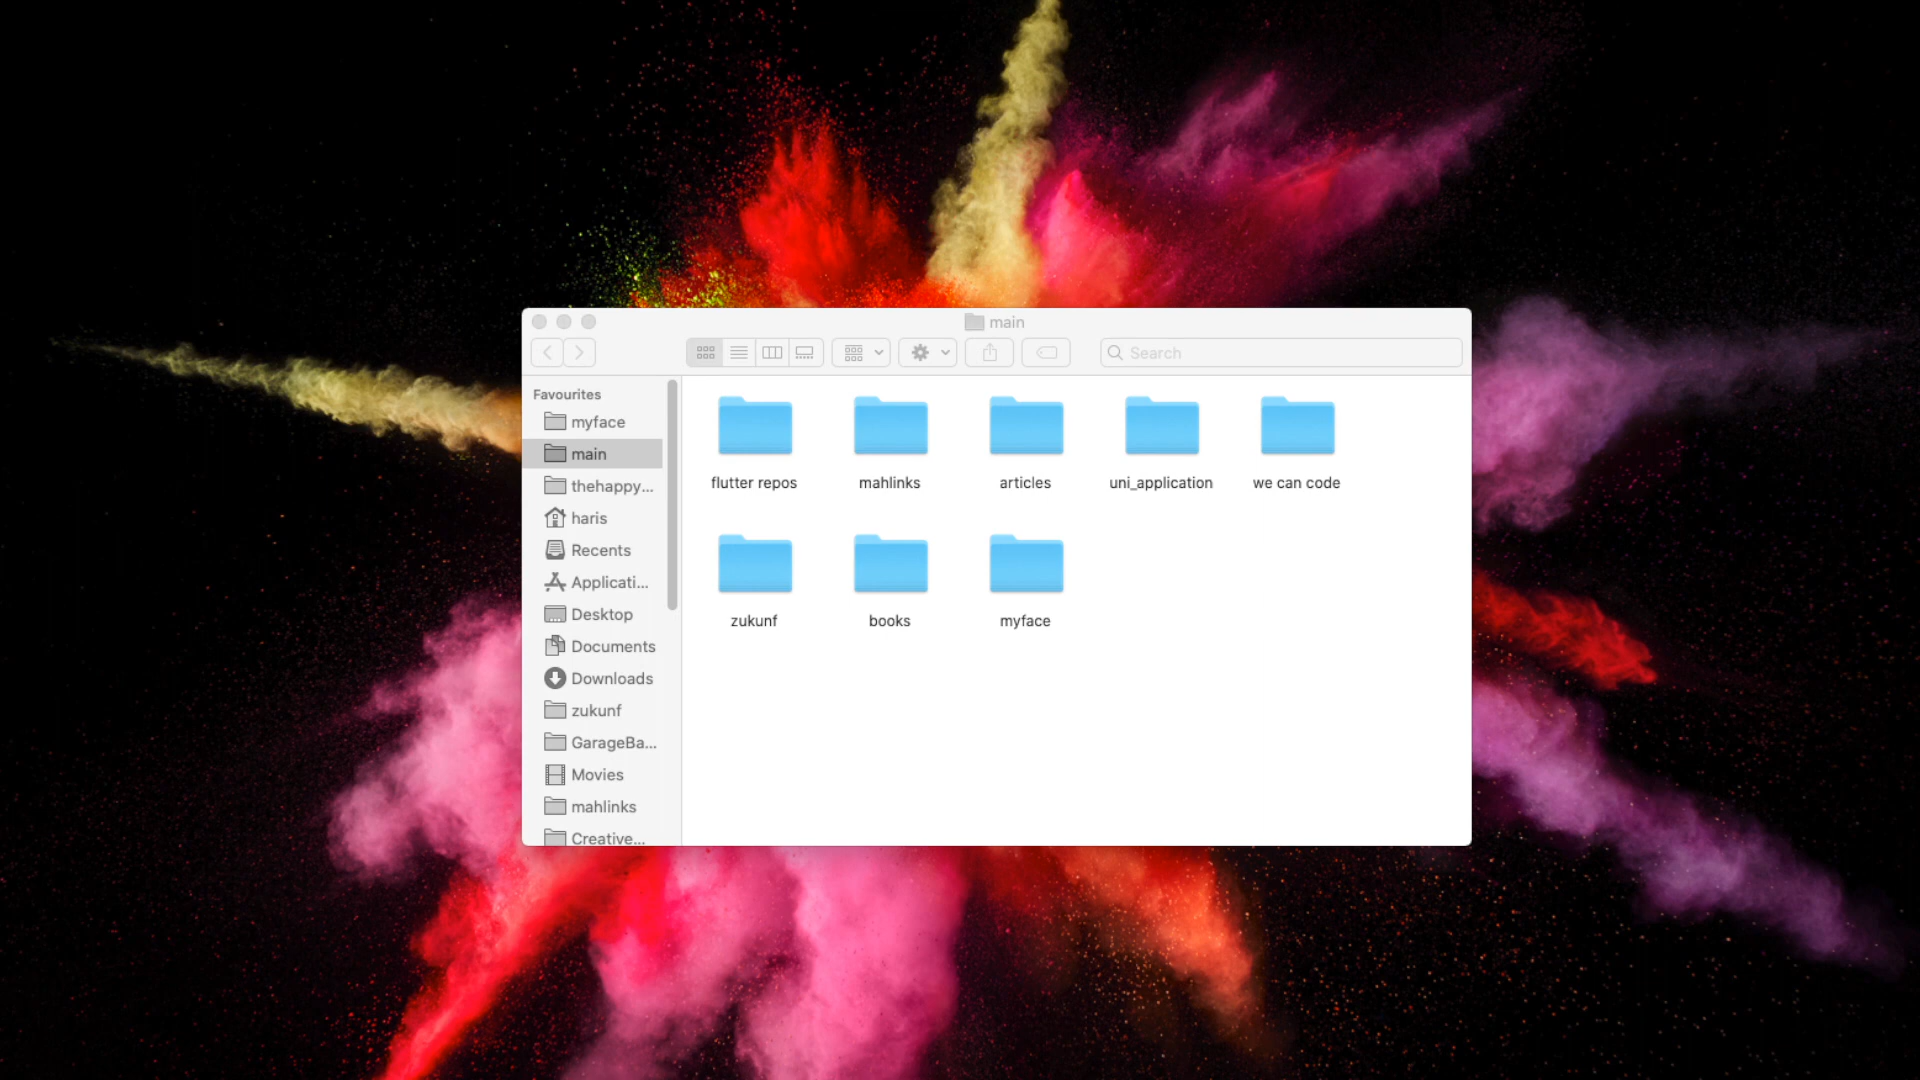 main
Search
Favourites
myface
main
thehappy...
haris
Recents
Applicati...
Desktop
Documents
Downloads
zukunf
GarageBa...
Movies
mahlinks
Creative...
flutter repos
mahlinks
articles
uni_application
we can code
zukunf
books
myface